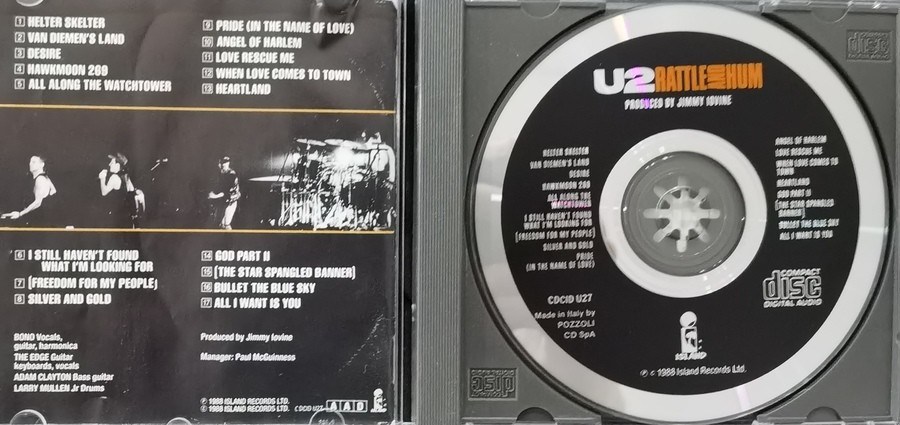 1 HELTER SKELTER
2 VAN DIEMEN'S LAND
3 DESIRE
4 HAWKMOON 269
5 ALL ALONG THE WATCHTOWER
9 PRIDE (IN THE NAME OF LOVE)
10 ANGEL OF HARLEM
11 LOVE RESCUE ME
12 WHEN LOVE COMES TO TOWN
13 HEARTLAND
6 I STILL HAVEN'T FOUND
WHAT I'M LOOKING FOR
7 (FREEDOM FOR MY PEOPLE)
8 SILVER AND GOLD
14 GOD PART II
15 (THE STAR SPANGLED BANNER)
16 BULLET THE BLUE SKY
17 ALL I WANT IS YOU
BONO Vocals,
guitar, harmonica
THE EDGE Guitar
keyboards, vocals
ADAM CLAYTON Bass guitar
LARRY MULLEN Jr Drums
Produced by Jimmy Iovine
Manager: Paul McGuinness
℗ 1988 ISLAND RECORDS LTD.
© 1988 ISLAND RECORDS LTD. CDCID U27 AAD
U2 RATTLE AND HUM
PRODUCED BY JIMMY IOVINE
HELTER SKELTER
VAN DIEMEN'S LAND
DESIRE
HAWKMOON 269
ALL ALONG THE
WATCHTOWER
I STILL HAVEN'T FOUND
WHAT I'M LOOKING FOR
(FREEDOM FOR MY PEOPLE)
SILVER AND GOLD
PRIDE
(IN THE NAME OF LOVE)
ANGEL OF HARLEM
LOVE RESCUE ME
WHEN LOVE COMES TO
TOWN
HEARTLAND
GOD PART II
(THE STAR SPANGLED
BANNER)
BULLET THE BLUE SKY
ALL I WANT IS YOU
CDCID U27
Made in Italy by
POZZOLI
CD SpA
COMPACT
disc
DIGITAL AUDIO
ISLAND
℗ © 1988 Island Records Ltd.
disc